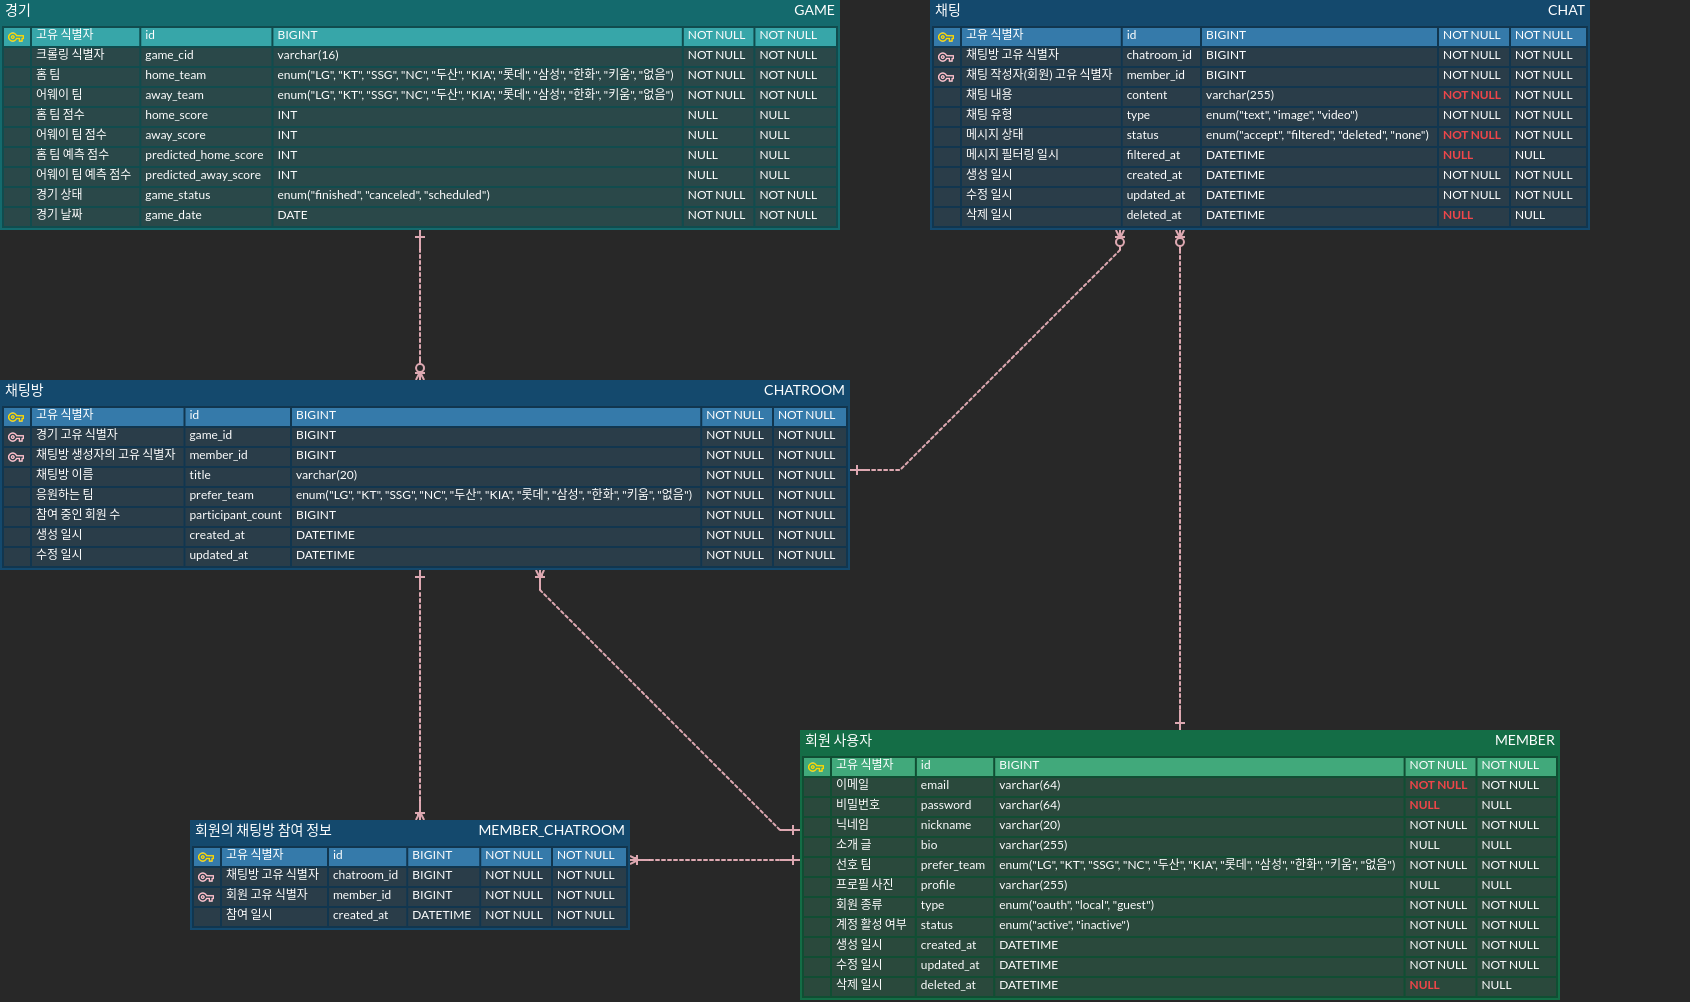 경기 GAME
고유 식별자 id BIGINT NOT NULL NOT NULL
크롤링 식별자 game_cid varchar(16) NOT NULL NOT NULL
홈 팀 home_team enum("LG", "KT", "SSG", "NC", "두산", "KIA", "롯데", "삼성", "한화", "키움", "없음") NOT NULL NOT NULL
어웨이 팀 away_team enum("LG", "KT", "SSG", "NC", "두산", "KIA", "롯데", "삼성", "한화", "키움", "없음") NOT NULL NOT NULL
홈 팀 점수 home_score INT NULL NULL
어웨이 팀 점수 away_score INT NULL NULL
홈 팀 예측 점수 predicted_home_score INT NULL NULL
어웨이 팀 예측 점수 predicted_away_score INT NULL NULL
경기 상태 game_status enum("finished", "canceled", "scheduled") NOT NULL NOT NULL
경기 날짜 game_date DATE NOT NULL NOT NULL
채팅 CHAT
고유 식별자 id BIGINT NOT NULL NOT NULL
채팅방 고유 식별자 chatroom_id BIGINT NOT NULL NOT NULL
채팅 작성자(회원) 고유 식별자 member_id BIGINT NOT NULL NOT NULL
채팅 내용 content varchar(255) NOT NULL NOT NULL
채팅 유형 type enum("text", "image", "video") NOT NULL NOT NULL
메시지 상태 status enum("accept", "filtered", "deleted", "none") NOT NULL NOT NULL
메시지 필터링 일시 filtered_at DATETIME NULL NULL
생성 일시 created_at DATETIME NOT NULL NOT NULL
수정 일시 updated_at DATETIME NOT NULL NOT NULL
삭제 일시 deleted_at DATETIME NULL NULL
채팅방 CHATROOM
고유 식별자 id BIGINT NOT NULL NOT NULL
경기 고유 식별자 game_id BIGINT NOT NULL NOT NULL
채팅방 생성자의 고유 식별자 member_id BIGINT NOT NULL NOT NULL
채팅방 이름 title varchar(20) NOT NULL NOT NULL
응원하는 팀 prefer_team enum("LG", "KT", "SSG", "NC", "두산", "KIA", "롯데", "삼성", "한화", "키움", "없음") NOT NULL NOT NULL
참여 중인 회원 수 participant_count BIGINT NOT NULL NOT NULL
생성 일시 created_at DATETIME NOT NULL NOT NULL
수정 일시 updated_at DATETIME NOT NULL NOT NULL
회원의 채팅방 참여 정보 MEMBER_CHATROOM
고유 식별자 id BIGINT NOT NULL NOT NULL
채팅방 고유 식별자 chatroom_id BIGINT NOT NULL NOT NULL
회원 고유 식별자 member_id BIGINT NOT NULL NOT NULL
참여 일시 created_at DATETIME NOT NULL NOT NULL
회원 사용자 MEMBER
고유 식별자 id BIGINT NOT NULL NOT NULL
이메일 email varchar(64) NOT NULL NOT NULL
비밀번호 password varchar(64) NULL NULL
닉네임 nickname varchar(20) NOT NULL NOT NULL
소개 글 bio varchar(255) NULL NULL
선호 팀 prefer_team enum("LG", "KT", "SSG", "NC", "두산", "KIA", "롯데", "삼성", "한화", "키움", "없음") NOT NULL NOT NULL
프로필 사진 profile varchar(255) NULL NULL
회원 종류 type enum("oauth", "local", "guest") NOT NULL NOT NULL
계정 활성 여부 status enum("active", "inactive") NOT NULL NOT NULL
생성 일시 created_at DATETIME NOT NULL NOT NULL
수정 일시 updated_at DATETIME NOT NULL NOT NULL
삭제 일시 deleted_at DATETIME NULL NULL